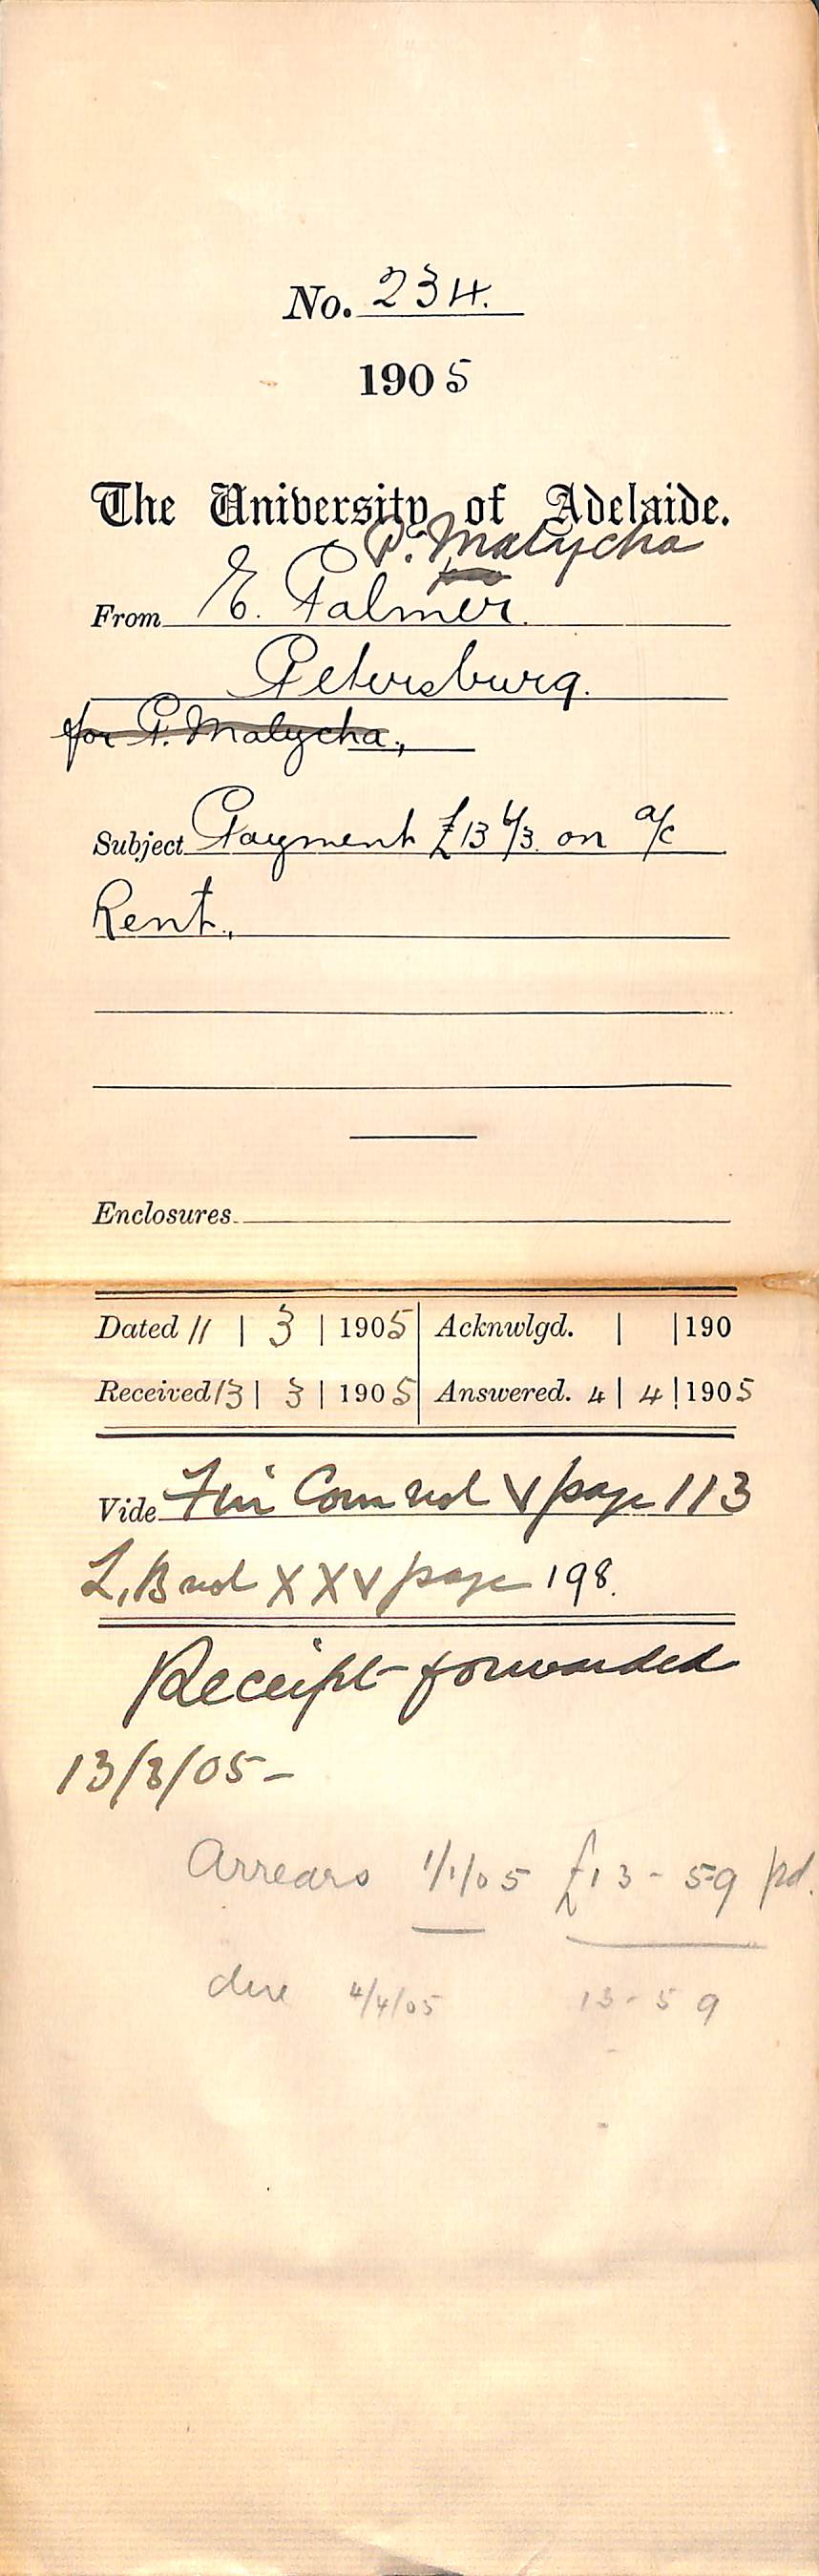 No. 234.
1905
The University of Adelaide.
P. Malycha
From E. Palmer.
Petersburg.
for P. Malycha,
Subject Payment £13 6/3 on a/c
Rent.,
Enclosures
Dated 11 | 3 | 1905 | Acknwlgd. | | 190
Received 13 | 3 | 1905 | Answered. 4 | 4 | 1905
Vide Fin Com vol V page 113
L,B vol XXV page 198.
Receipt forwarded
13/3/05-
Arrears 1/1/05 £13-5-9 pd.
due 4/4/05 13-5 9